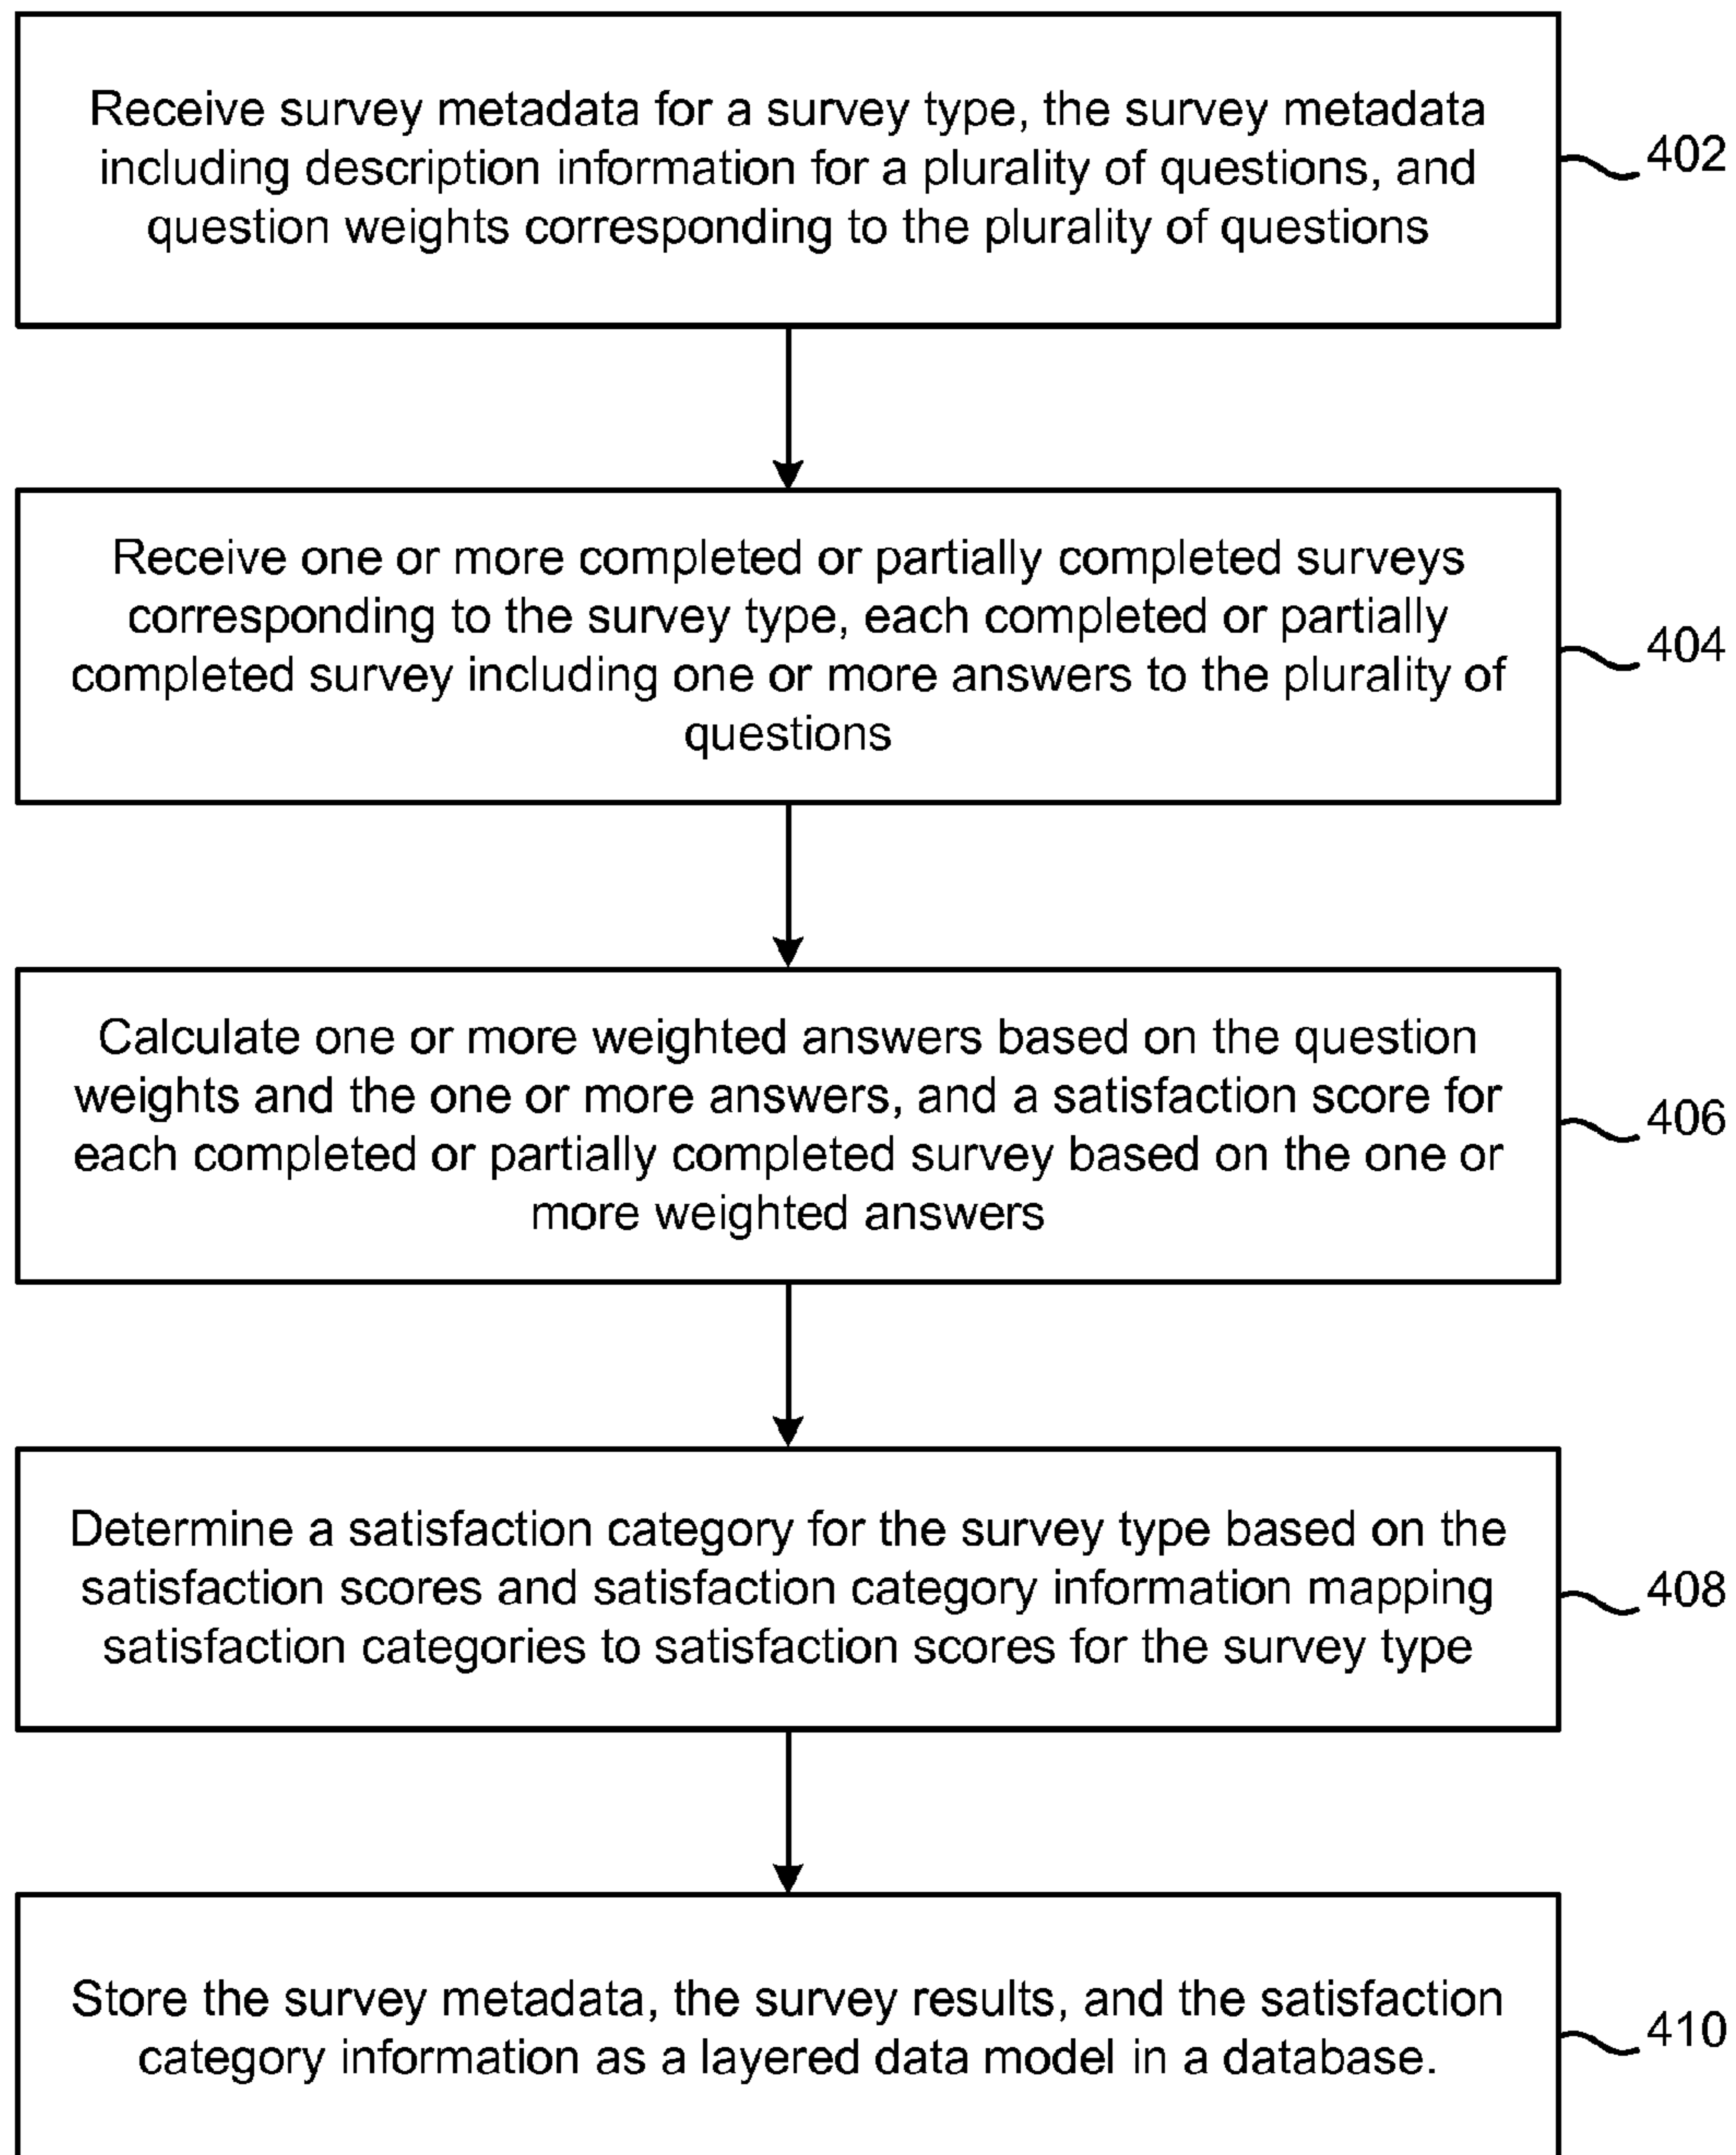 Receive survey metadata for a survey type, the survey metadata
including description information for a plurality of questions, and
question weights corresponding to the plurality of questions
402
Receive one or more completed or partially completed surveys
corresponding to the survey type, each completed or partially
completed survey including one or more answers to the plurality of
questions
404
Calculate one or more weighted answers based on the question
weights and the one or more answers, and a satisfaction score for
each completed or partially completed survey based on the one or
more weighted answers
406
Determine a satisfaction category for the survey type based on the
satisfaction scores and satisfaction category information mapping
satisfaction categories to satisfaction scores for the survey type
408
Store the survey metadata, the survey results, and the satisfaction
category information as a layered data model in a database.
410